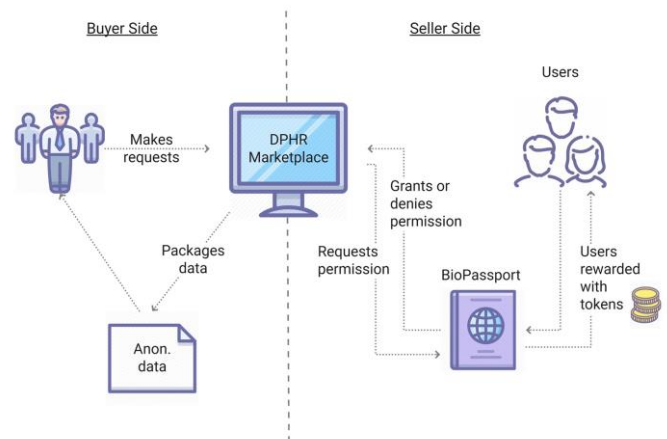 Buyer Side
Seller Side
Users
Makes
requests
DPHR
Marketplace
Grants or
denies
permission
Packages
data
Requests
permission
BioPassport
Users
rewarded
with
tokens
Anon.
data